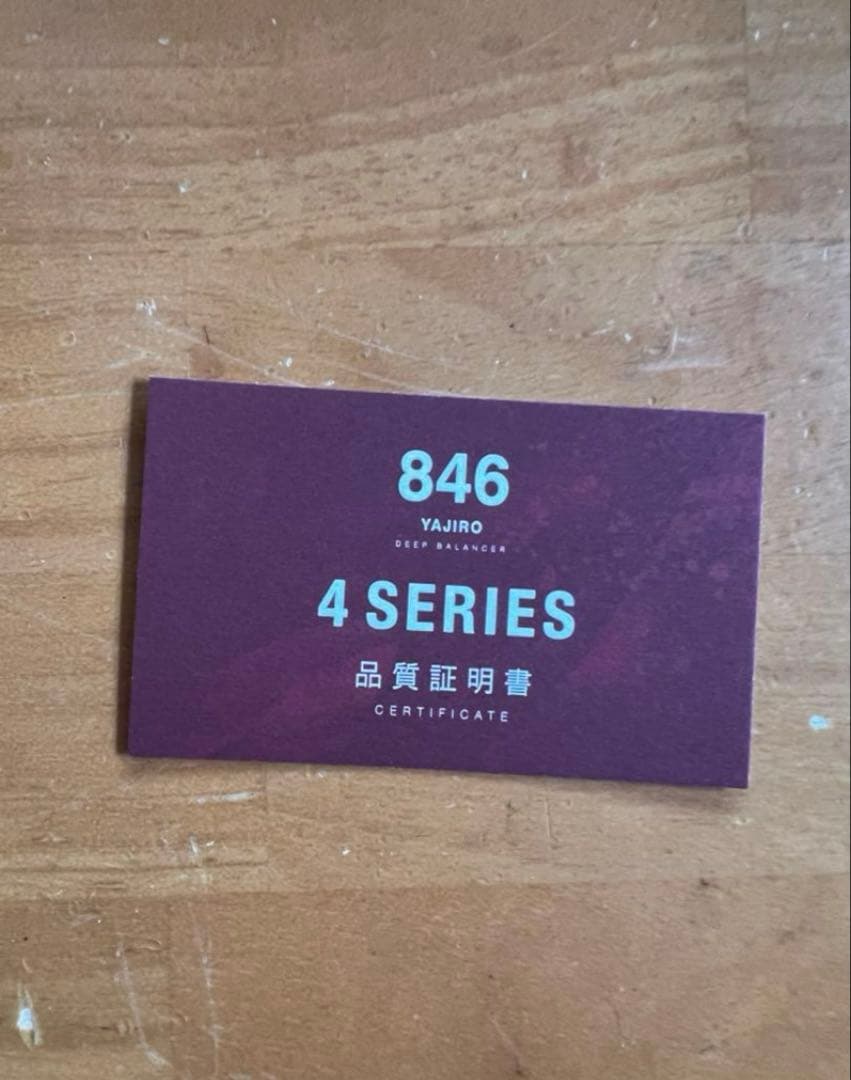 846
YAJIRO
DEEP BALANCER
4 SERIES
品質証明書
CERTIFICATE